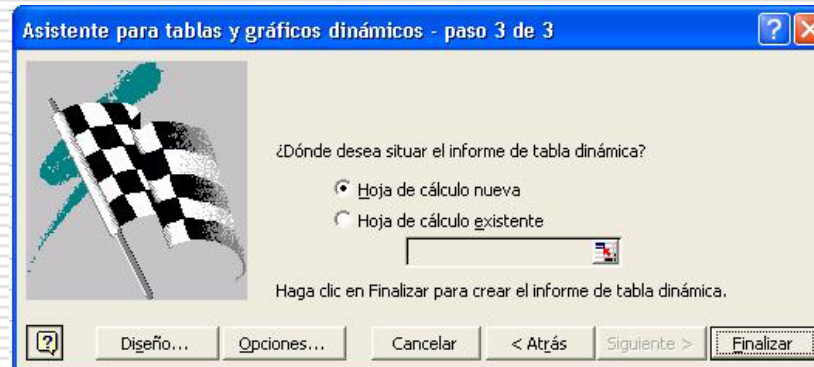 Asistente para tablas y gráficos dinámicos - paso 3 de 3
¿Dónde desea situar el informe de tabla dinámica?
Hoja de cálculo nueva
Hoja de cálculo existente
Haga clic en Finalizar para crear el informe de tabla dinámica.
Diseño... Opciones... Cancelar < Atrás Siguiente > Finalizar